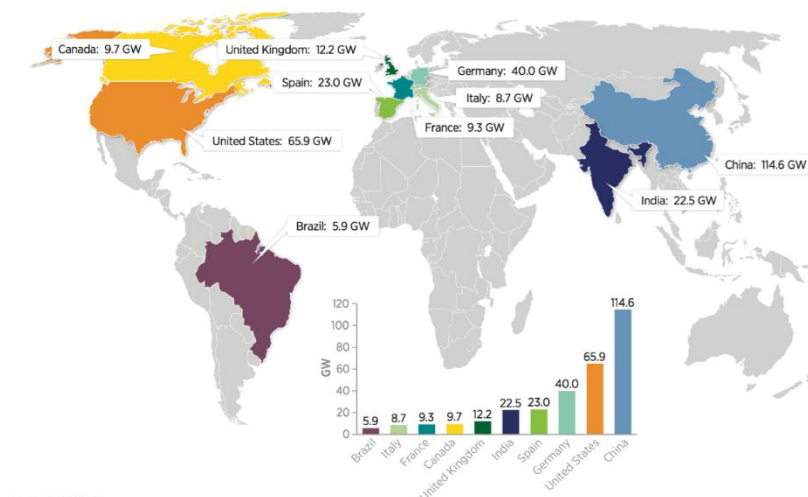 Canada: 9.7 GW
United Kingdom: 12.2 GW
Spain: 23.0 GW
Germany: 40.0 GW
Italy: 8.7 GW
France: 9.3 GW
United States: 65.9 GW
China: 114.6 GW
India: 22.5 GW
Brazil: 5.9 GW
GW
120
100
80
60
40
20
0
5.9
8.7
9.3
9.7
12.2
22.5
23.0
40.0
65.9
114.6
Brazil
Italy
France
Canada
United Kingdom
India
Spain
Germany
United States
China